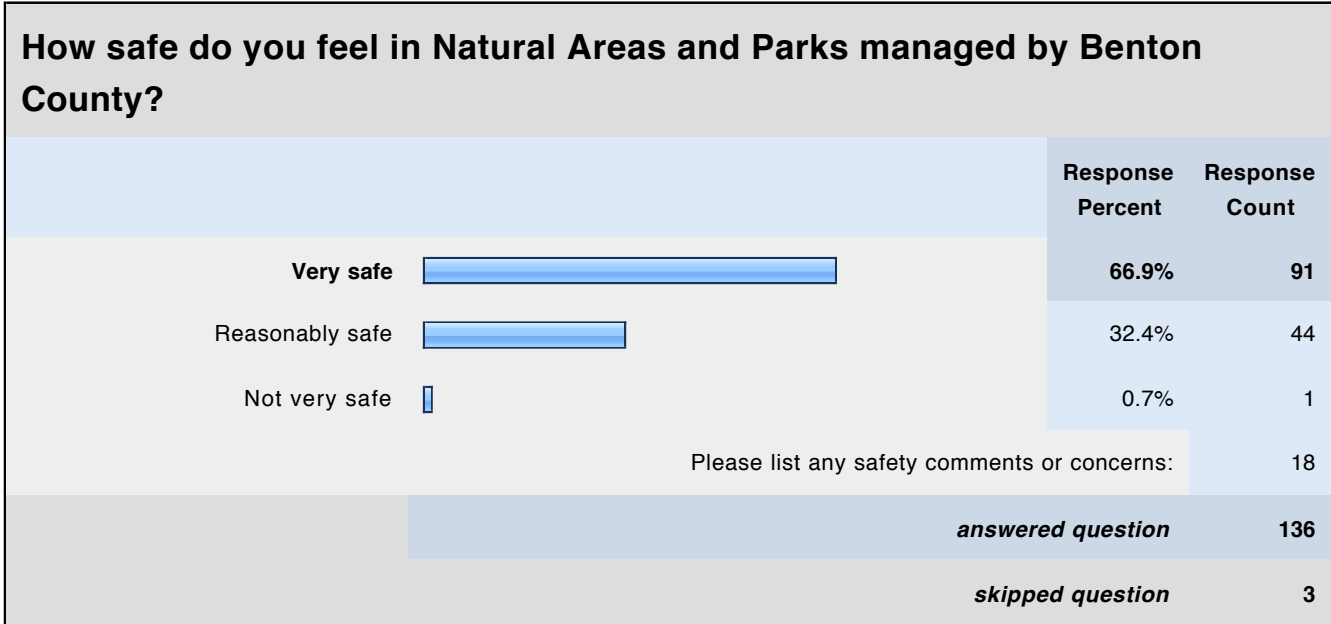 How safe do you feel in Natural Areas and Parks managed by Benton
County?
Response Response
Percent Count
Very safe 66.9% 91
Reasonably safe 32.4% 44
Not very safe 0.7% 1
Please list any safety comments or concerns: 18
answered question 136
skipped question 3